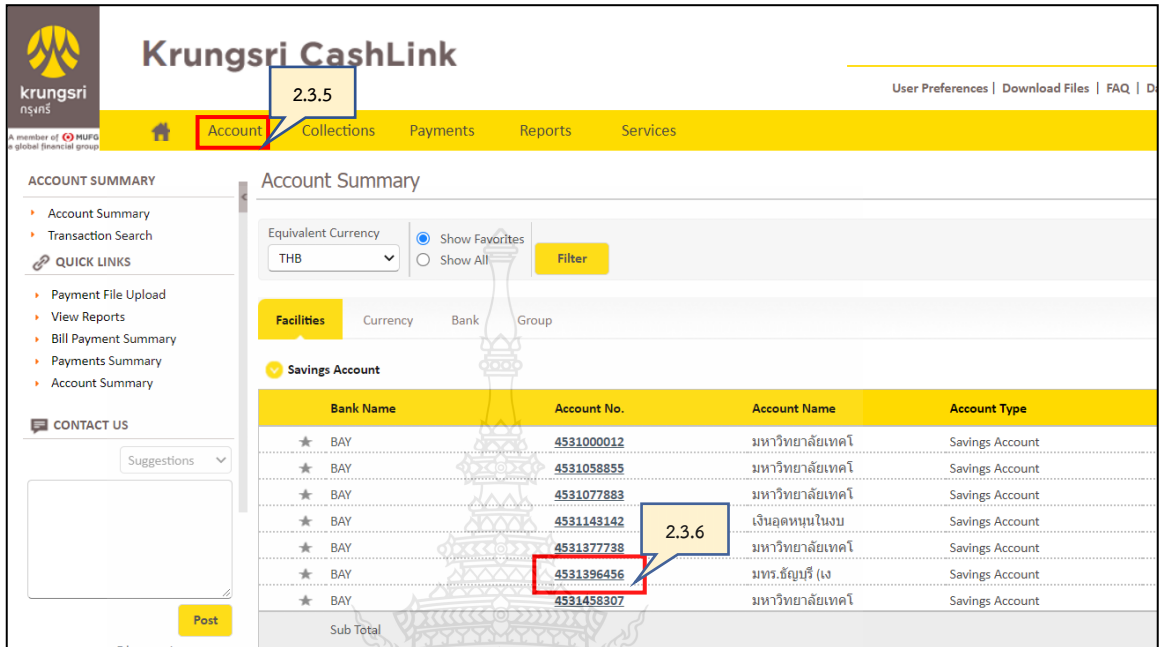 Krungsri CashLink
krungsri
กรุงศรี
A member of MUFG
a global financial group
User Preferences | Download Files | FAQ |
2.3.5
Account Collections Payments Reports Services
ACCOUNT SUMMARY
Account Summary
Transaction Search
QUICK LINKS
Payment File Upload
View Reports
Bill Payment Summary
Payments Summary
Account Summary
CONTACT US
Suggestions
Post
Account Summary
Equivalent Currency
THB
Show Favorites
Show All
Filter
Facilities Currency Bank Group
Savings Account
Bank Name Account No. Account Name Account Type
BAY 4531000012 มหาวิทยาลัยเทคโ Savings Account
BAY 4531058855 มหาวิทยาลัยเทคโ Savings Account
BAY 4531077883 มหาวิทยาลัยเทคโ Savings Account
BAY 4531143142 เงินอุดหนุนในงบ Savings Account
2.3.6
BAY 4531377738 มหาวิทยาลัยเทคโ Savings Account
BAY 4531396456 มทร.ธัญบุรี (เง Savings Account
BAY 4531458307 มหาวิทยาลัยเทคโ Savings Account
Sub Total